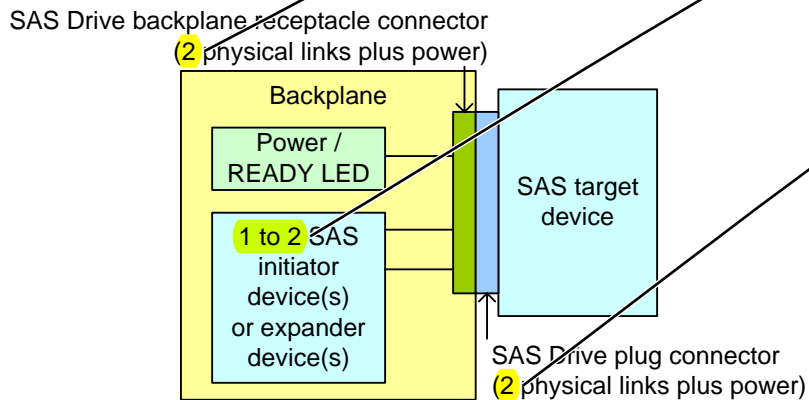 SAS Drive backplane receptacle connector
(2 physical links plus power)
Backplane
Power /
READY LED
1 to 2 SAS
initiator
device(s)
or expander
device(s)
SAS target
device
SAS Drive plug connector
(2 physical links plus power)